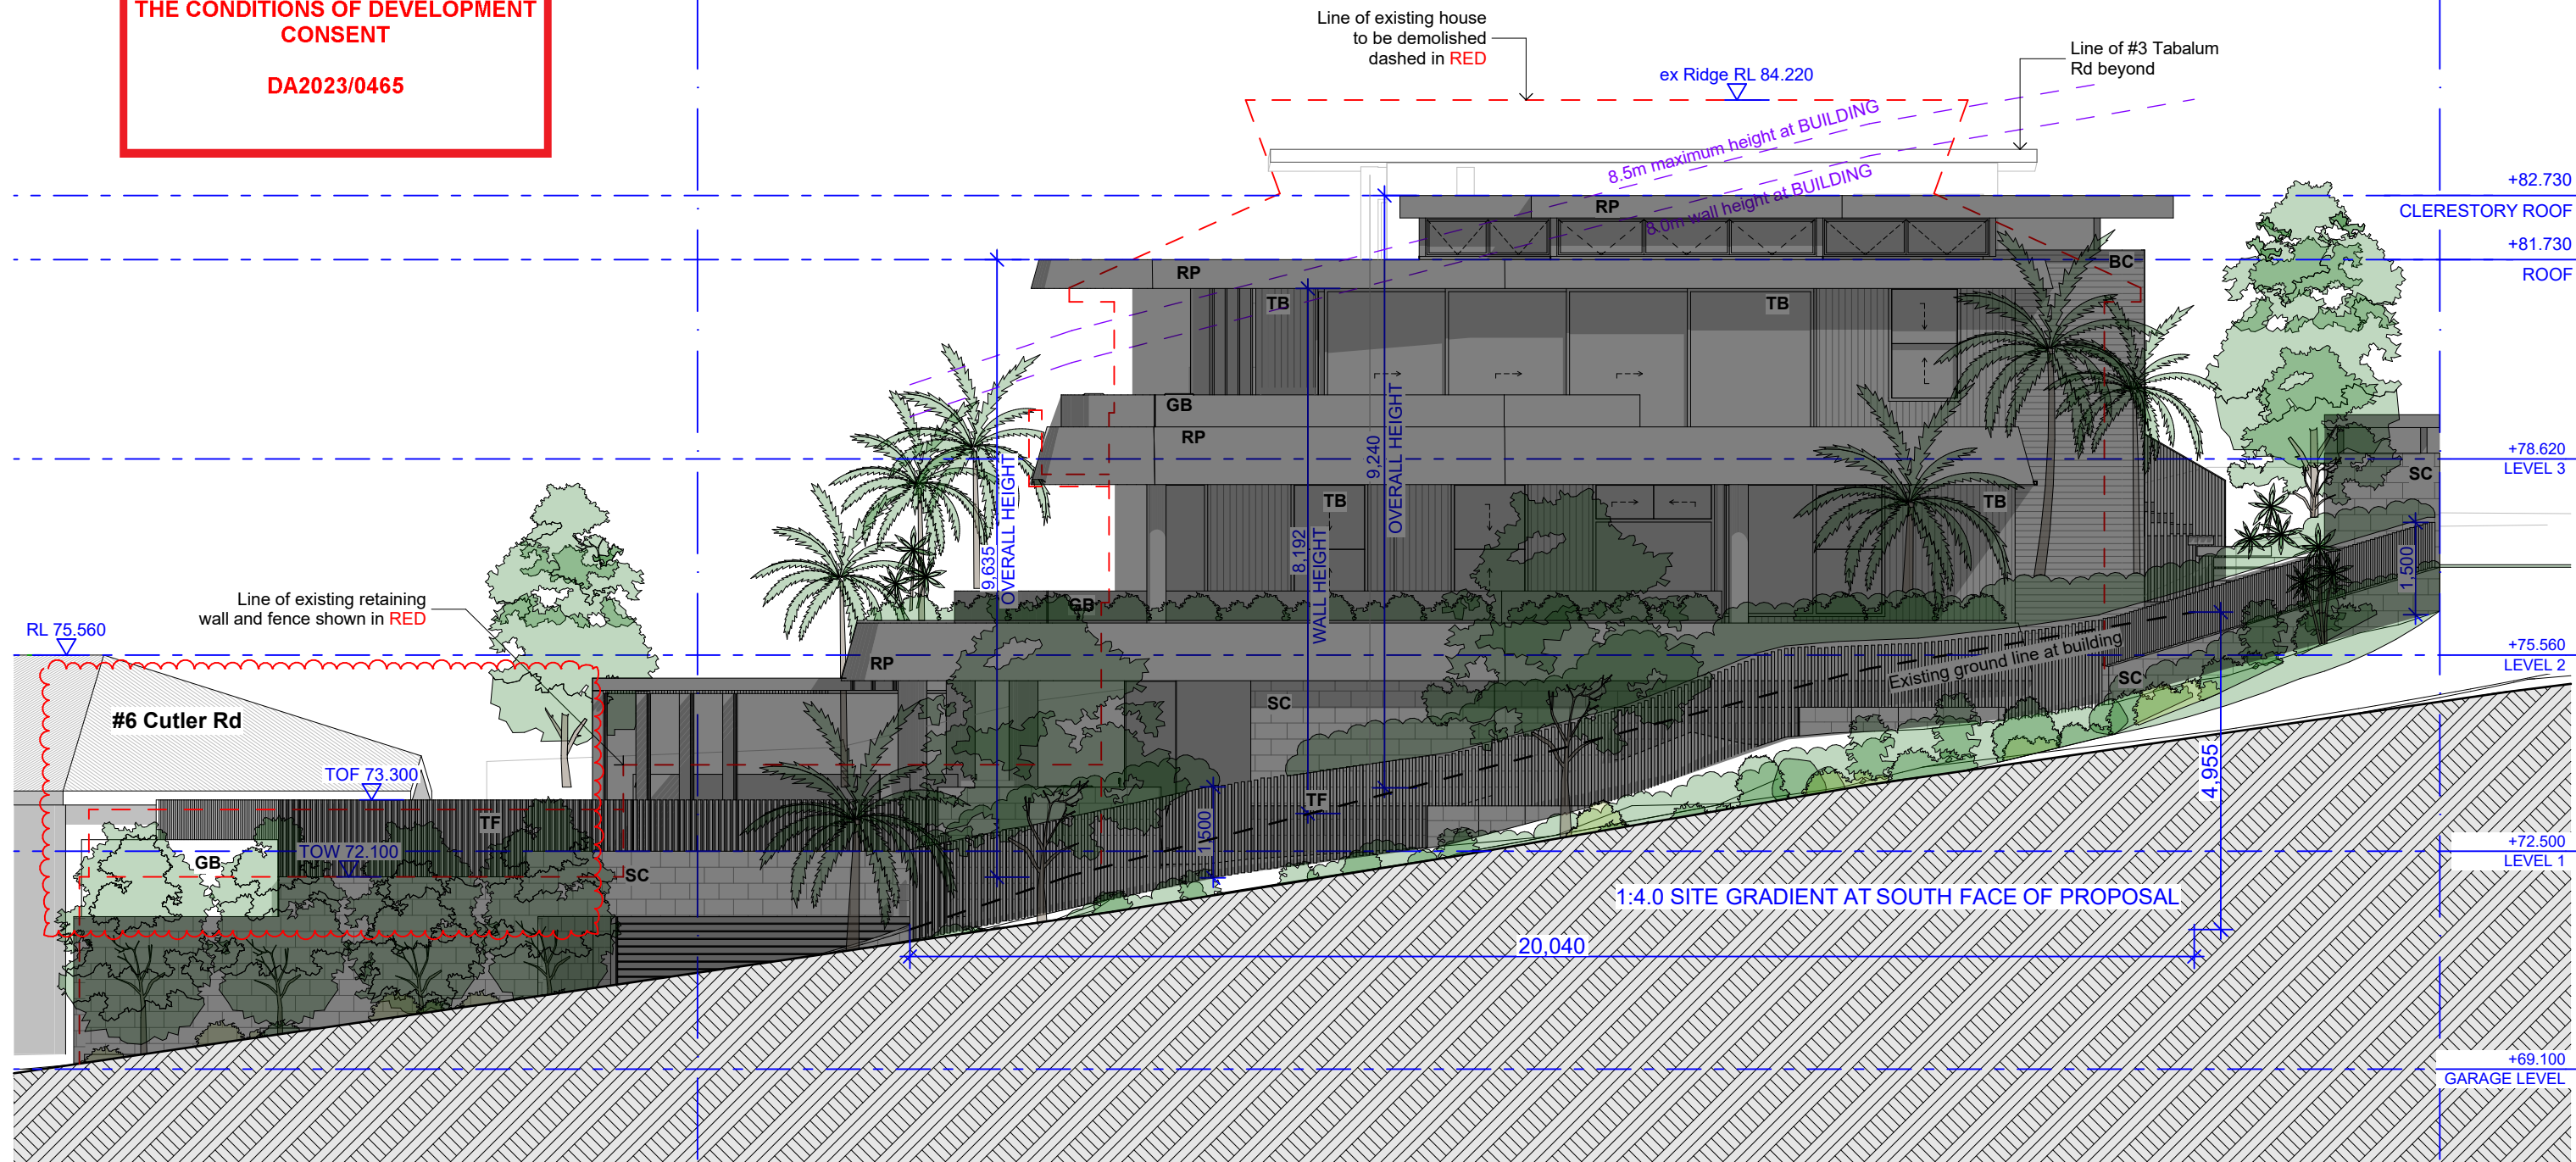 THE CONDITIONS OF DEVELOPMENT
CONSENT
DA2023/0465
Line of existing house
to be demolished
dashed in RED
ex Ridge RL 84.220
Line of #3 Tabalum
Rd beyond
8.5m maximum height at BUILDING
8.0m wall height at BUILDING
+82.730
CLERESTORY ROOF
+81.730
ROOF
RP
RP
BC
TB
TB
GB
RP
9,240
OVERALL HEIGHT
+78.620
LEVEL 3
SC
TB
TB
9,635
OVERALL HEIGHT
8,192
WALL HEIGHT
1,500
Line of existing retaining
wall and fence shown in RED
GB
RL 75.560
+75.560
LEVEL 2
RP
Existing ground line at building
SC
SC
#6 Cutler Rd
TOF 73.300
4,955
TF
TF
1,500
TOW 72.100
GB
+72.500
LEVEL 1
SC
1:4.0 SITE GRADIENT AT SOUTH FACE OF PROPOSAL
20,040
+69.100
GARAGE LEVEL